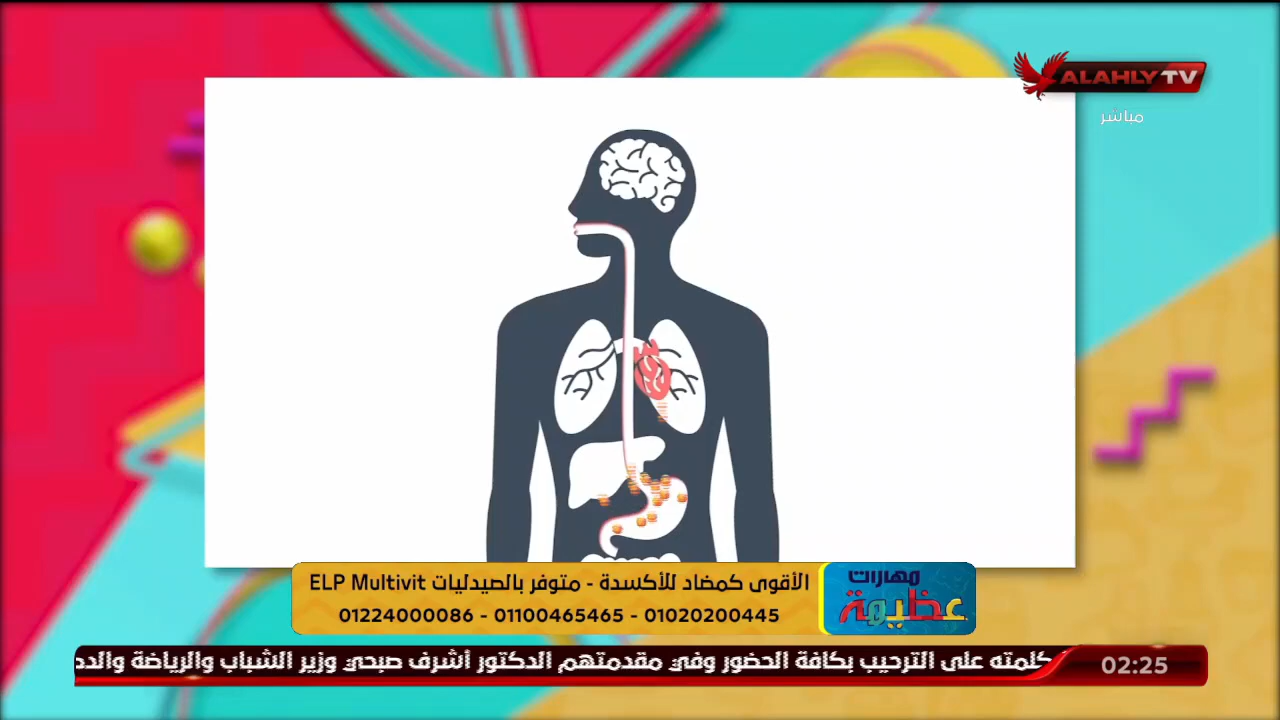 ALAHLY TV
مباشر
الأقوى كمضاد للأكسدة - متوفر بالصيدليات ELP Multivit
01224000086 - 01100465465 - 01020200445
مهارات
عظيمة
كلمته على الترحيب بكافة الحضور وفي مقدمتهم الدكتور أشرف صبحي وزير الشباب والرياضة
02:25